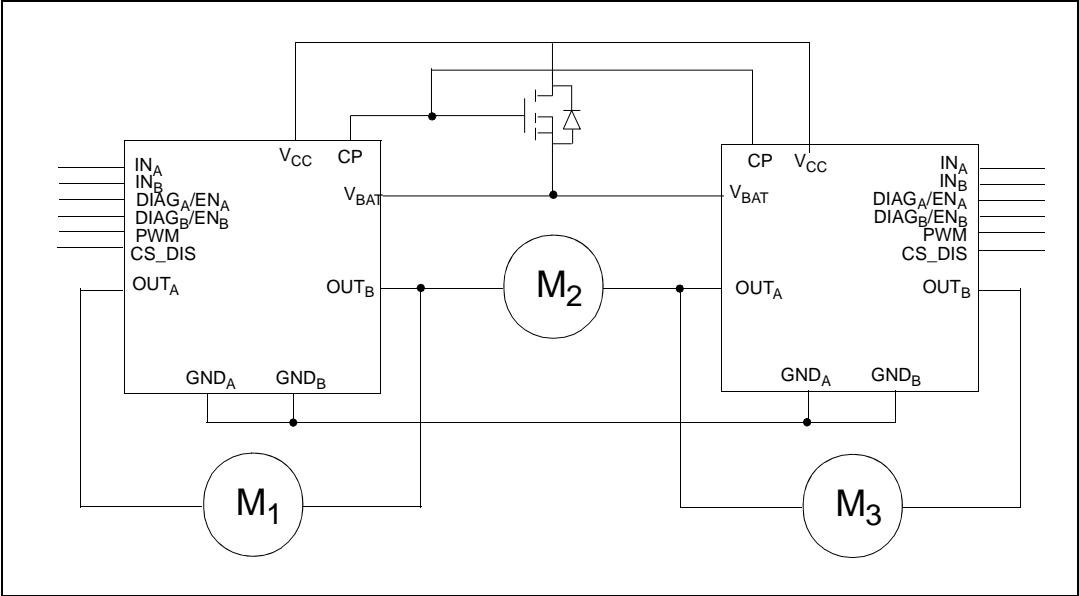 V_CC CP
IN_A
IN_B
DIAG_A/EN_A
DIAG_B/EN_B
PWM
CS_DIS
OUT_A
V_BAT
OUT_B
GND_A GND_B
M_1
M_2
CP V_CC
V_BAT
OUT_A
IN_A
IN_B
DIAG_A/EN_A
DIAG_B/EN_B
PWM
CS_DIS
OUT_B
GND_A GND_B
M_3